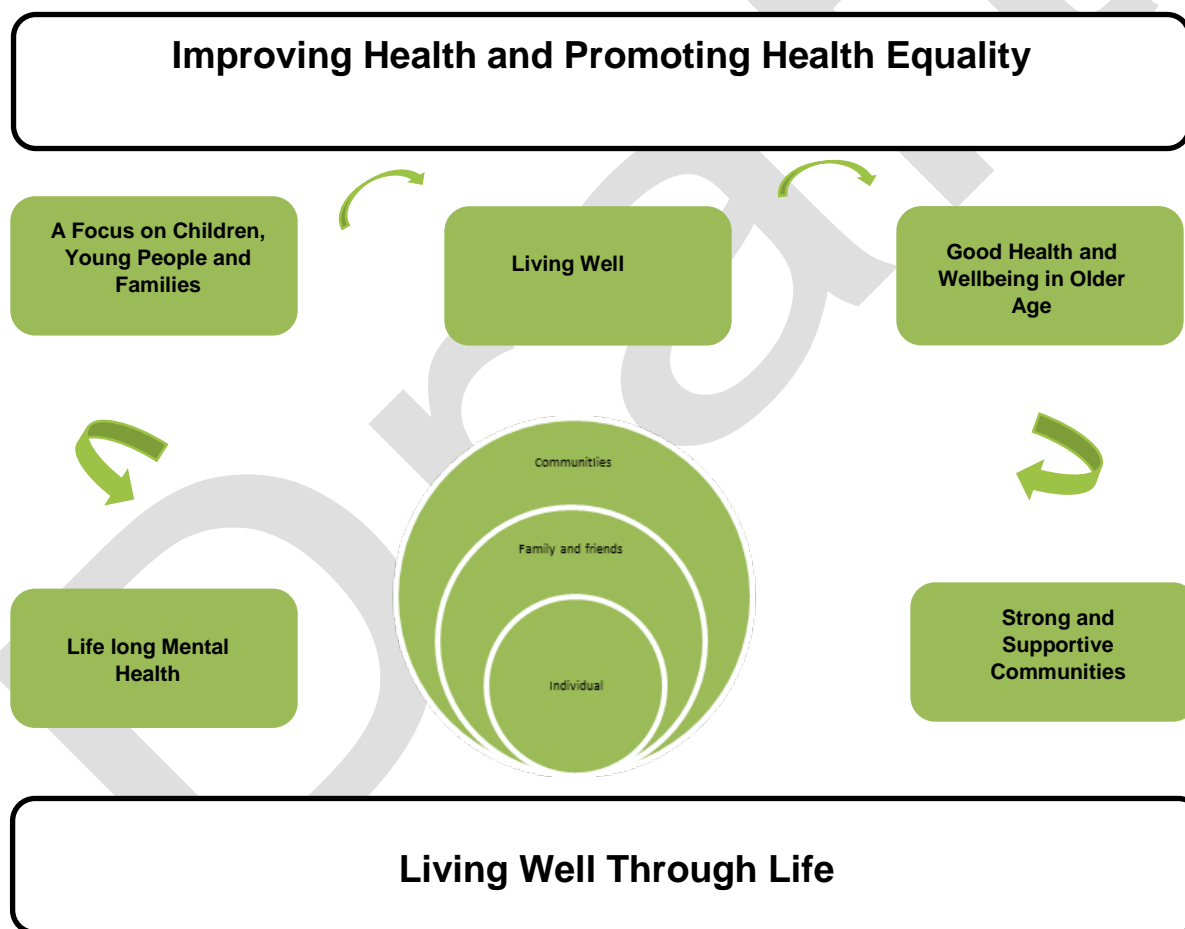 Improving Health and Promoting Health Equality
A Focus on Children,
Young People and
Families
Living Well
Good Health and
Wellbeing in Older
Age
Communitiies
Family and friends
Individual
Life long Mental
Health
Strong and
Supportive
Communities
Living Well Through Life
Draft